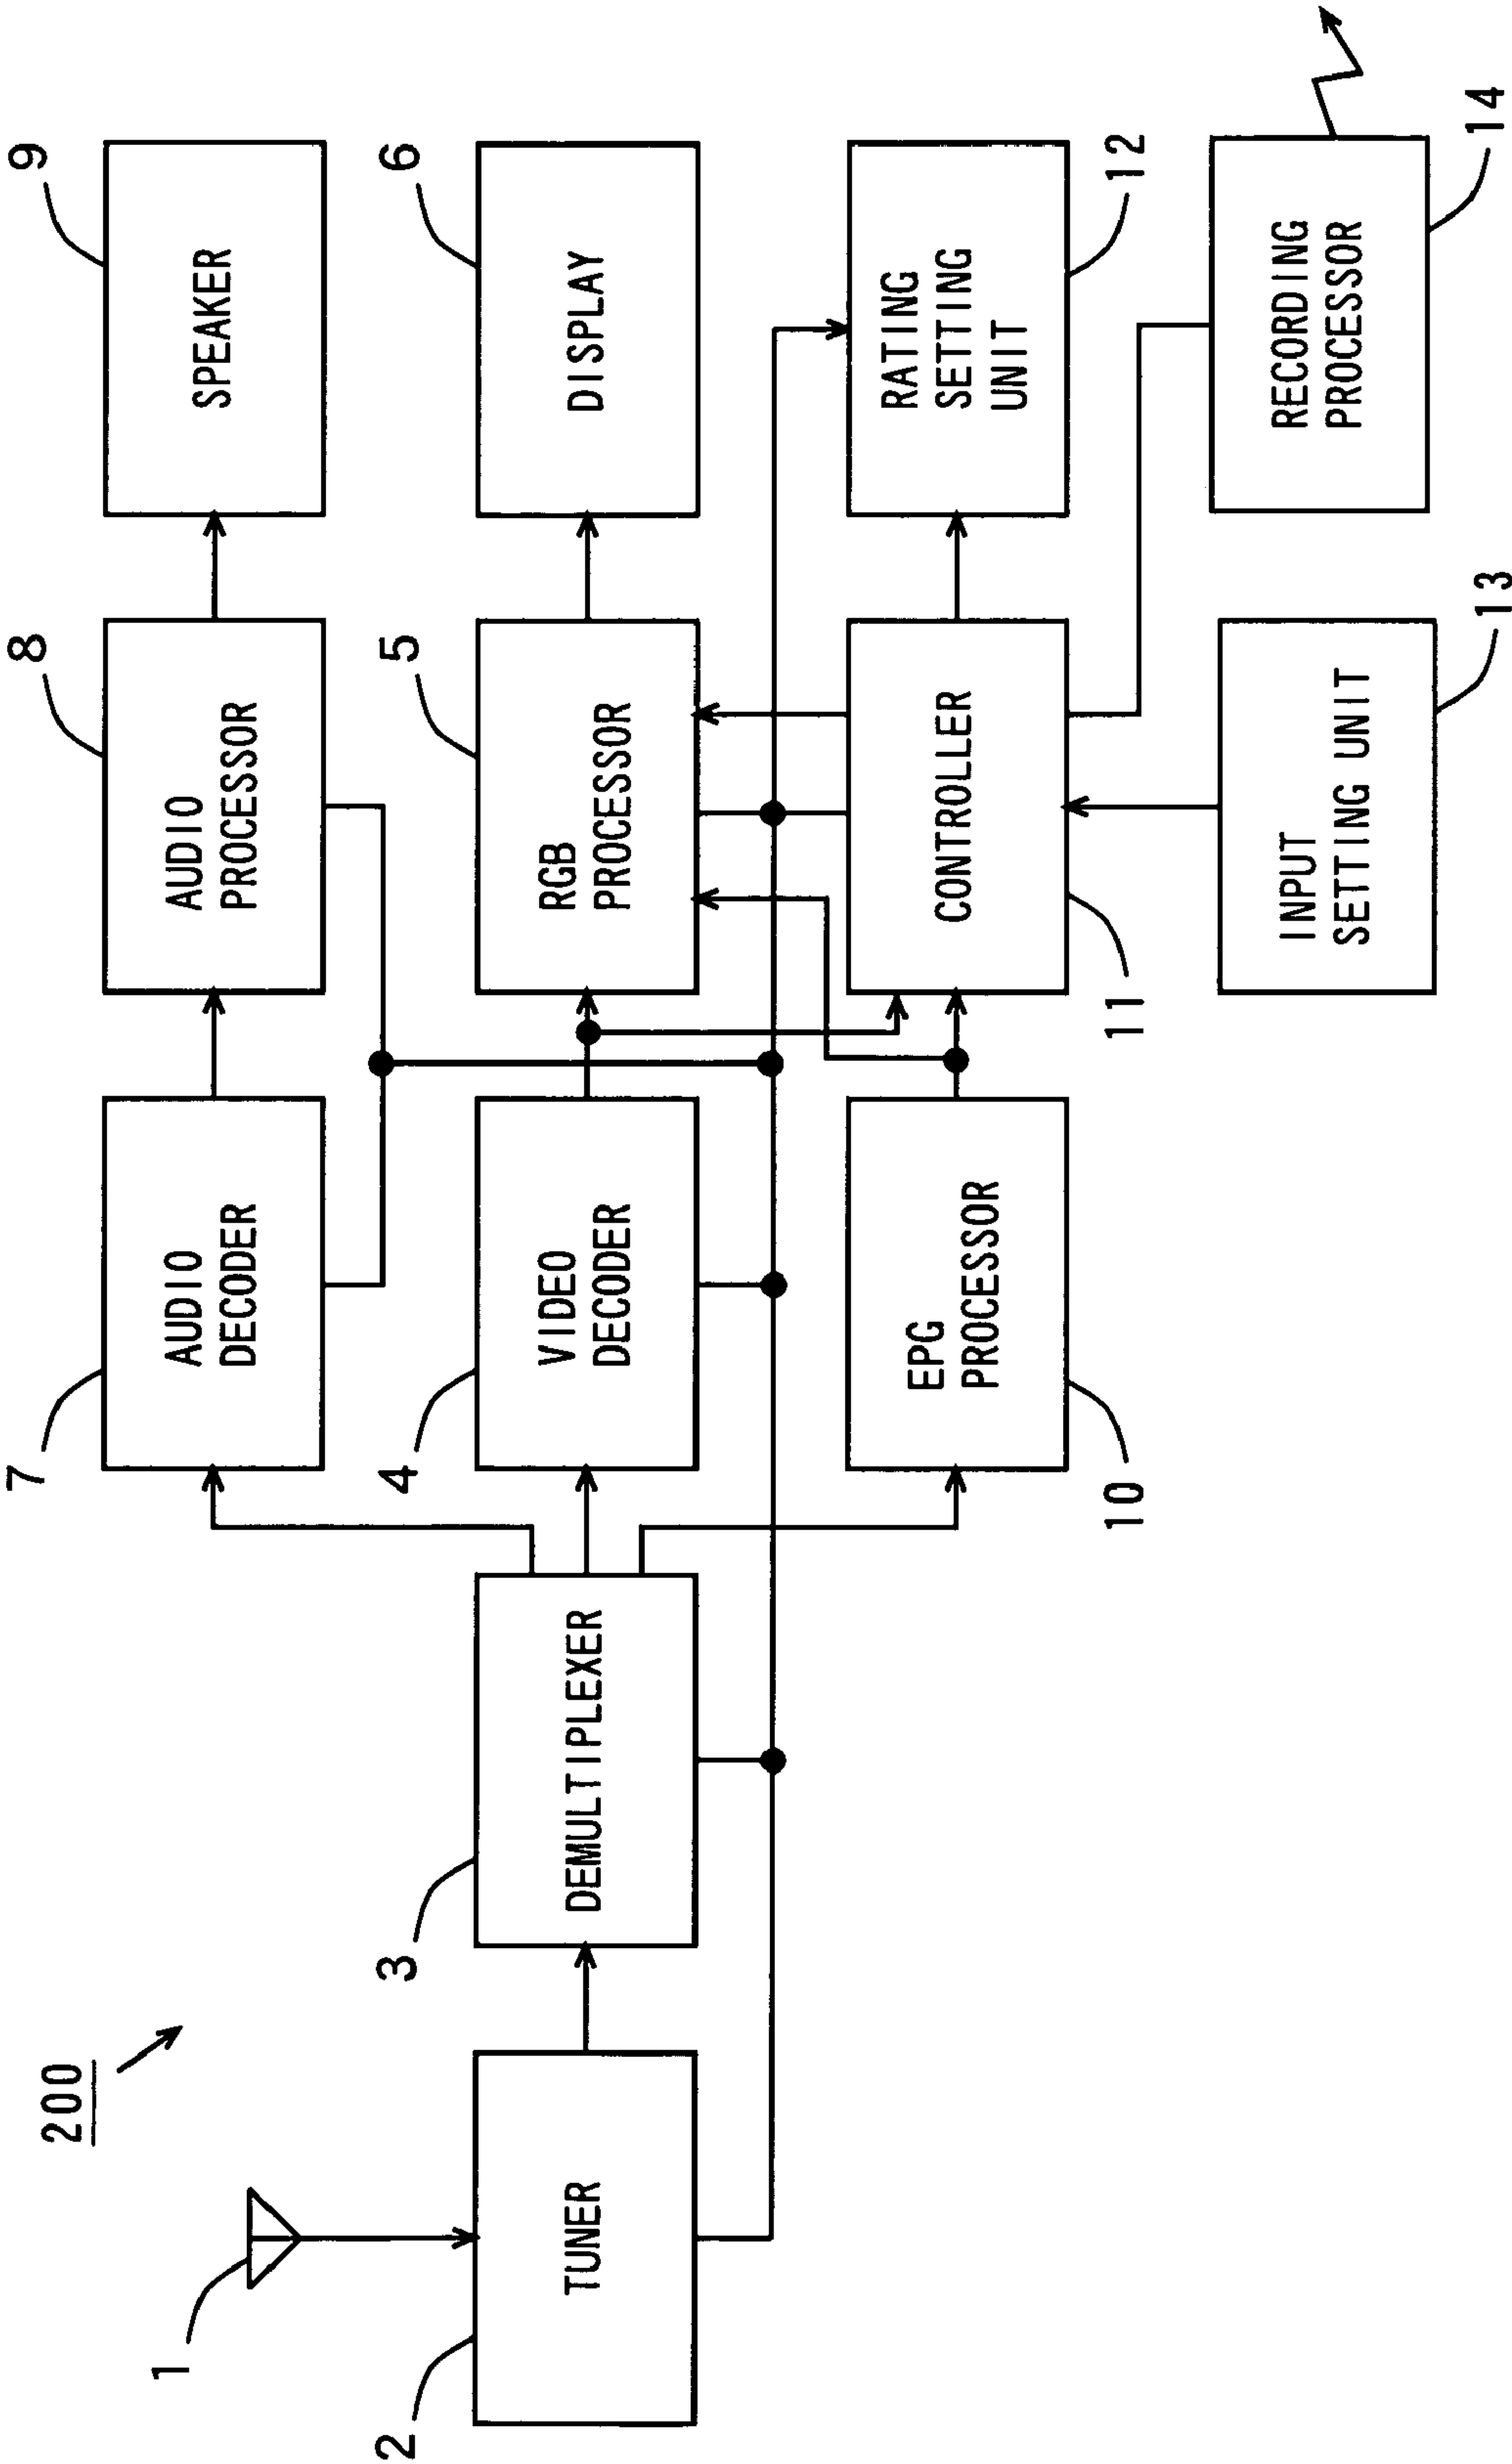 200
1
2
TUNER
3
DEMULTIPLEXER
7
AUDIO
DECODER
8
AUDIO
PROCESSOR
9
SPEAKER
4
VIDEO
DECODER
5
RGB
PROCESSOR
6
DISPLAY
EPG
PROCESSOR
10
CONTROLLER
11
RATING
SETTING
UNIT
12
INPUT
SETTING UNIT
13
RECORDING
PROCESSOR
14